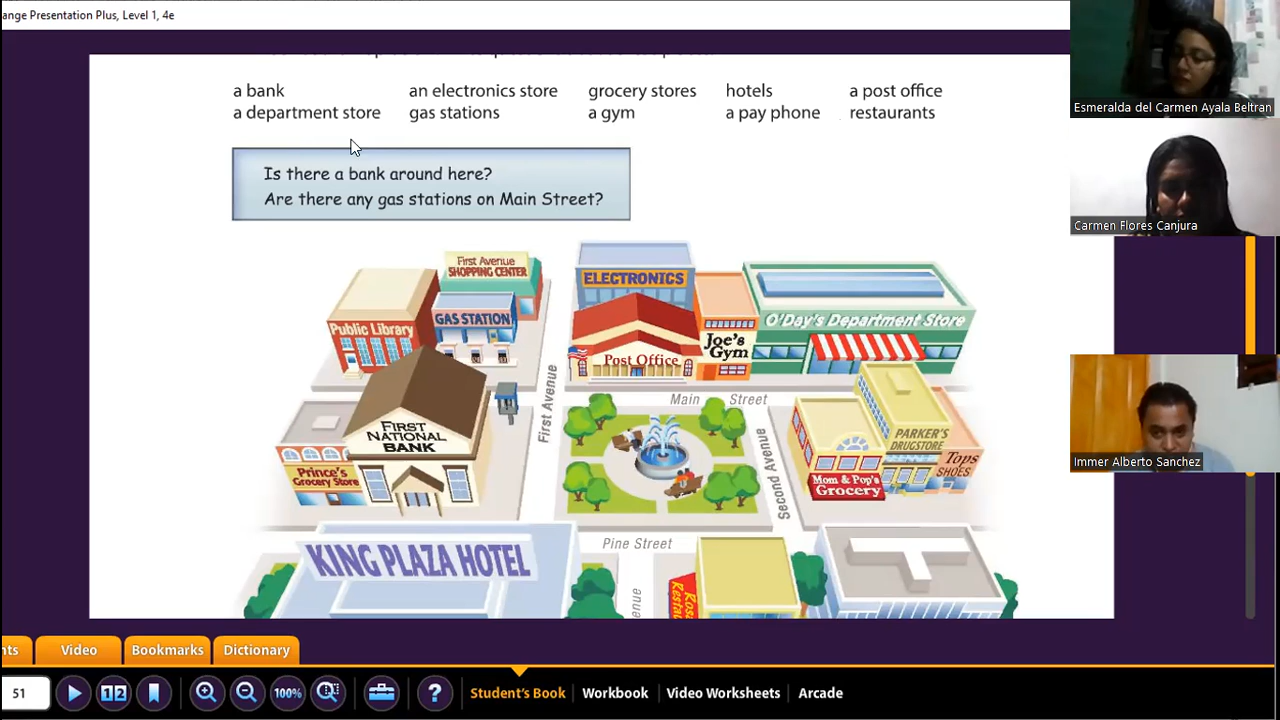 ange Presentation Plus, Level 1, 4e
a bank an electronics store grocery stores hotels a post office
a department store gas stations a gym a pay phone restaurants
Is there a bank around here?
Are there any gas stations on Main Street?
First Avenue
SHOPPING CENTER
ELECTRONICS
Public Library
GAS STATION
O'Day's Department Store
Post Office
Joe's
Gym
First Avenue
Main Street
FIRST
NATIONAL
BANK
Prince's
Grocery Store
Second Avenue
PARKER'S
DRUGSTORE
Tops
SHOES
Mom & Pop's
Grocery
KING PLAZA HOTEL
Pine Street
Esmeralda del Carmen Ayala Beltran
Carmen Flores Canjura
Immer Alberto Sanchez
nts Video Bookmarks Dictionary
51 12 100% ? Student's Book Workbook Video Worksheets Arcade